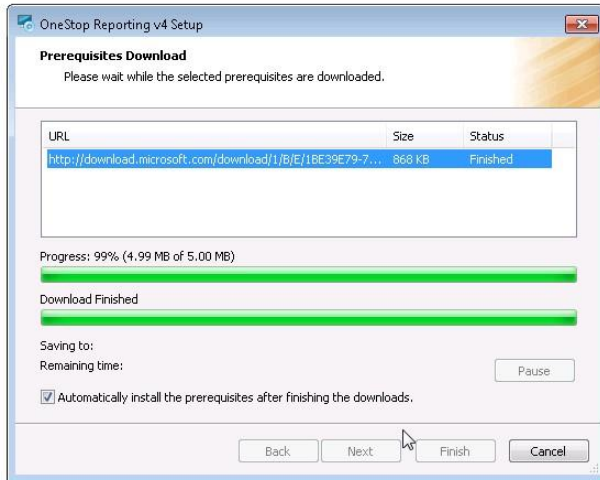 OneStop Reporting v4 Setup
Prerequisites Download
Please wait while the selected prerequisites are downloaded.
URL Size Status
http://download.microsoft.com/download/1/B/E/1BE39E79-7... 868 KB Finished
Progress: 99% (4.99 MB of 5.00 MB)
Download Finished
Saving to:
Remaining time:
Pause
Automatically install the prerequisites after finishing the downloads.
Back Next Finish Cancel